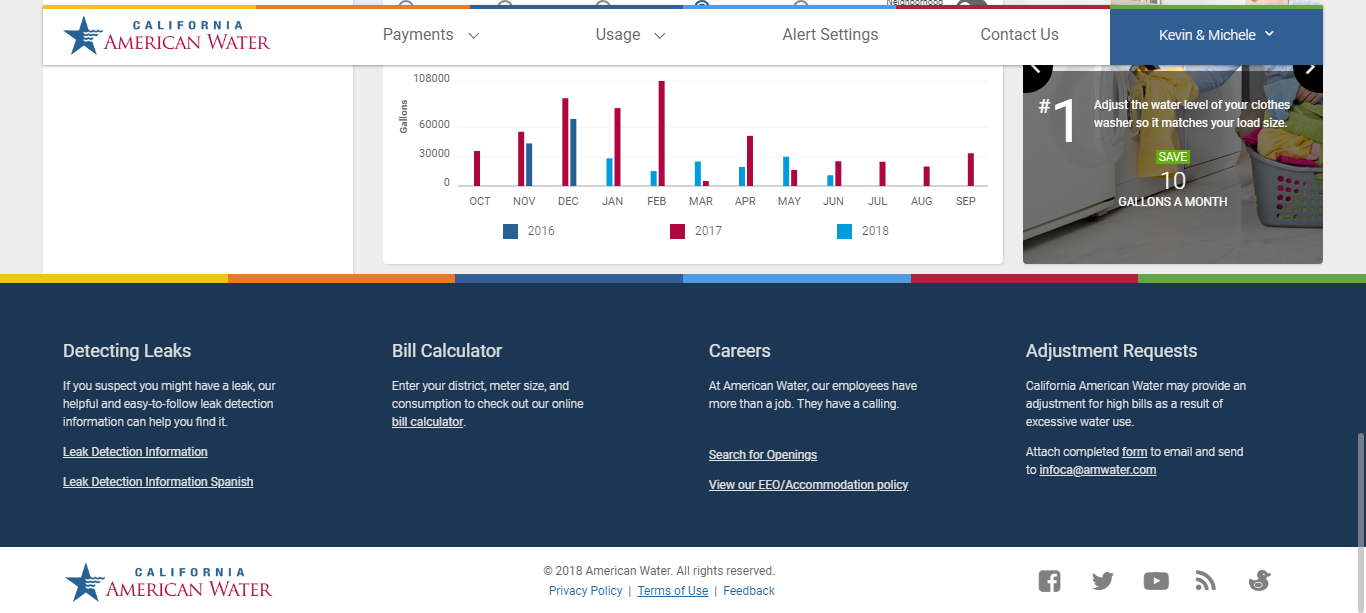 Neighborhood
CALIFORNIA
AMERICAN WATER
Payments
Usage
Alert Settings
Contact Us
Kevin & Michele
108000
60000
30000
0
Gallons
OCT NOV DEC JAN FEB MAR APR MAY JUN JUL AUG SEP
2016 2017 2018
#1
Adjust the water level of your clothes
washer so it matches your load size.
SAVE
10
GALLONS A MONTH
Detecting Leaks
If you suspect you might have a leak, our
helpful and easy-to-follow leak detection
information can help you find it.
Leak Detection Information
Leak Detection Information Spanish
Bill Calculator
Enter your district, meter size, and
consumption to check out our online
bill calculator.
Careers
At American Water, our employees have
more than a job. They have a calling.
Search for Openings
View our EEO/Accommodation policy
Adjustment Requests
California American Water may provide an
adjustment for high bills as a result of
excessive water use.
Attach completed form to email and send
to infoca@amwater.com
CALIFORNIA
AMERICAN WATER
© 2018 American Water. All rights reserved.
Privacy Policy | Terms of Use | Feedback